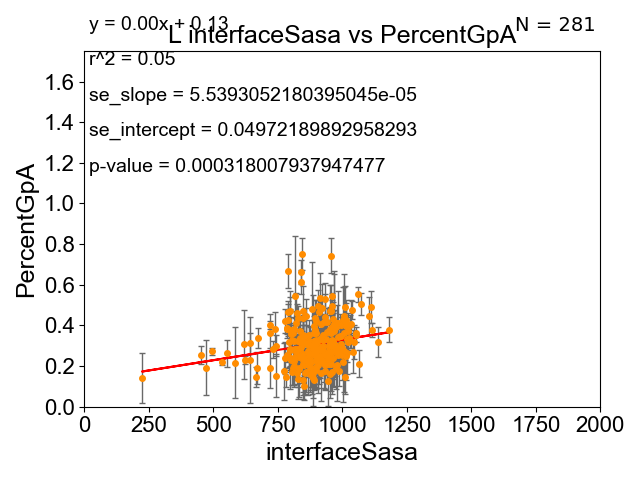 y = 0.00x + 0.13
L interfaceSasa vs PercentGpA
N = 281
r^2 = 0.05
se_slope = 5.5393052180395045e-05
se_intercept = 0.04972189892958293
p-value = 0.000318007937947477
PercentGpA
1.6
1.4
1.2
1.0
0.8
0.6
0.4
0.2
0.0
0 250 500 750 1000 1250 1500 1750 2000
interfaceSasa